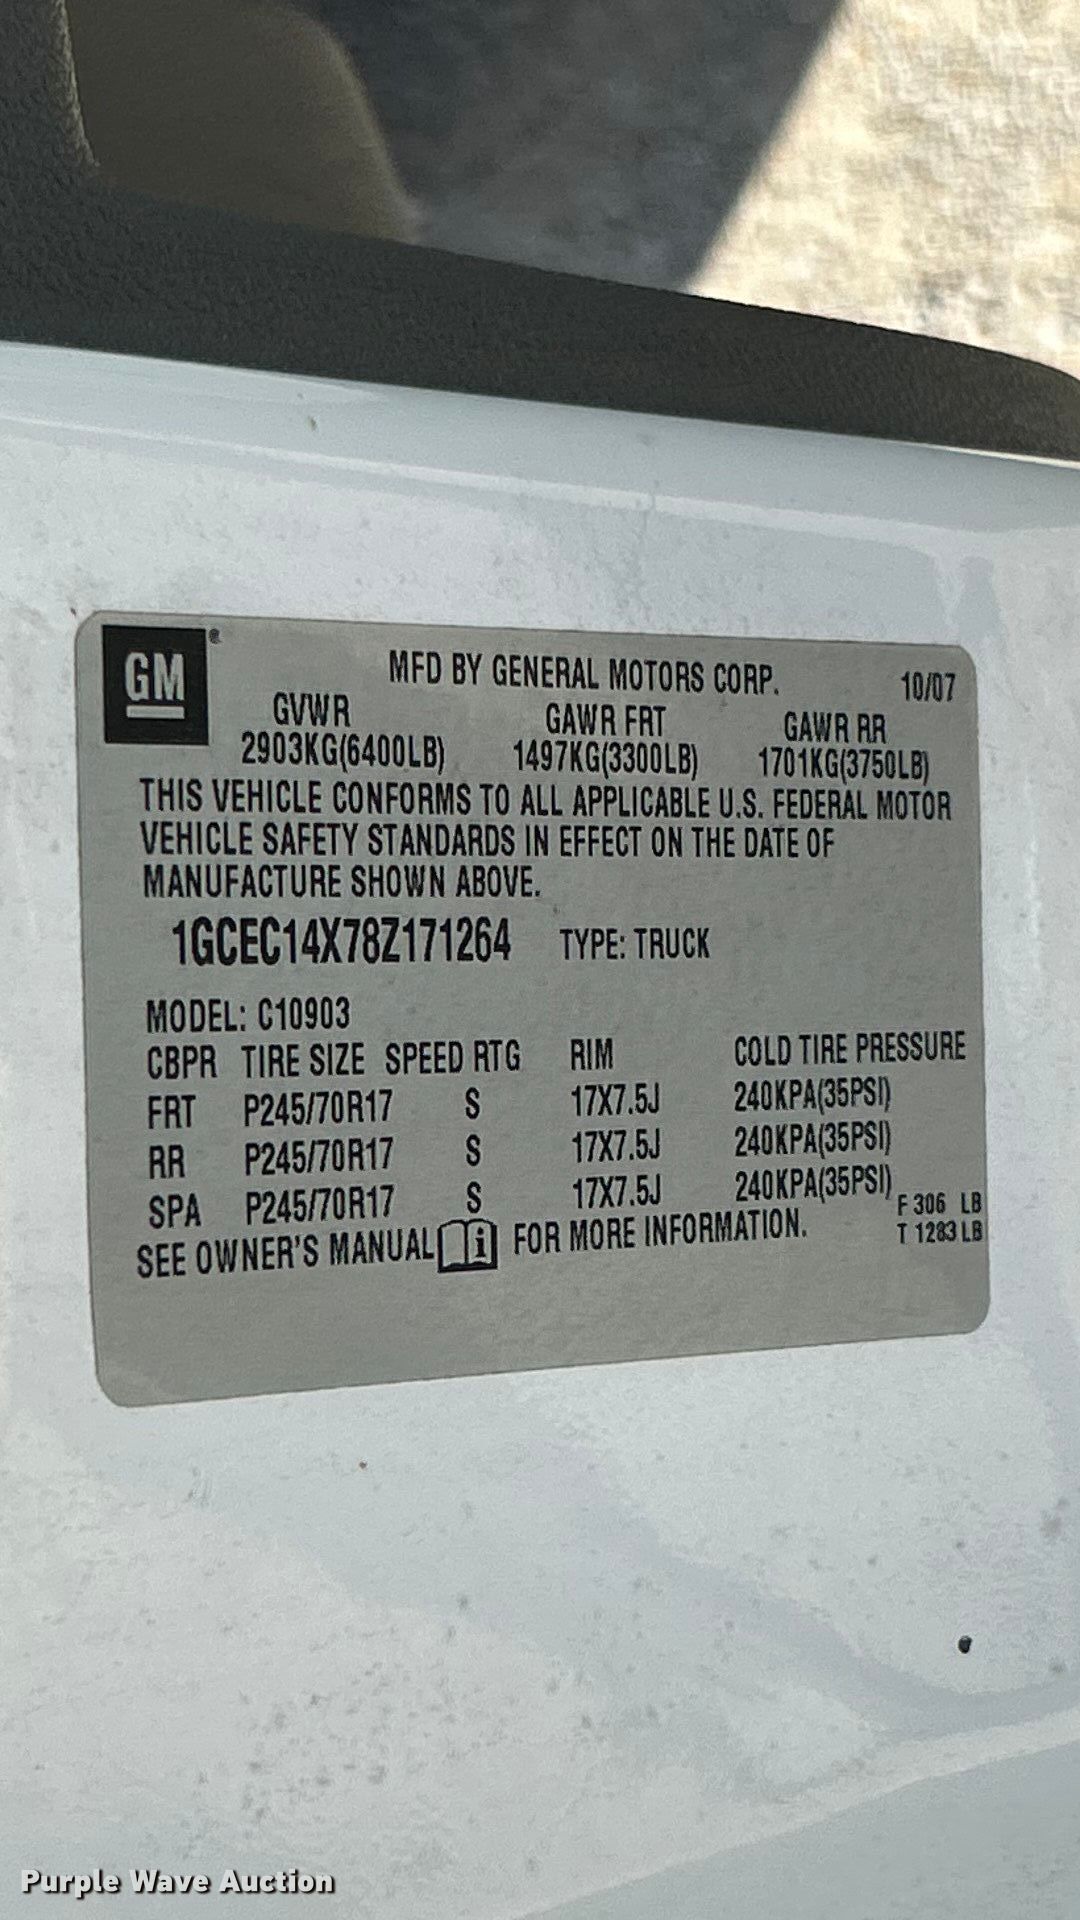 GM®
MFD BY GENERAL MOTORS CORP. 10/07
GVWR GAWR FRT GAWR RR
2903KG(6400LB) 1497KG(3300LB) 1701KG(3750LB)
THIS VEHICLE CONFORMS TO ALL APPLICABLE U.S. FEDERAL MOTOR
VEHICLE SAFETY STANDARDS IN EFFECT ON THE DATE OF
MANUFACTURE SHOWN ABOVE.
1GCEC14X78Z171264 TYPE: TRUCK
MODEL: C10903
CBPR TIRE SIZE SPEED RTG RIM COLD TIRE PRESSURE
FRT P245/70R17 S 17X7.5J 240KPA(35PSI)
RR P245/70R17 S 17X7.5J 240KPA(35PSI)
SPA P245/70R17 S 17X7.5J 240KPA(35PSI)
F 306 LB
SEE OWNER'S MANUAL i FOR MORE INFORMATION.
T 1283 LB
Purple Wave Auction